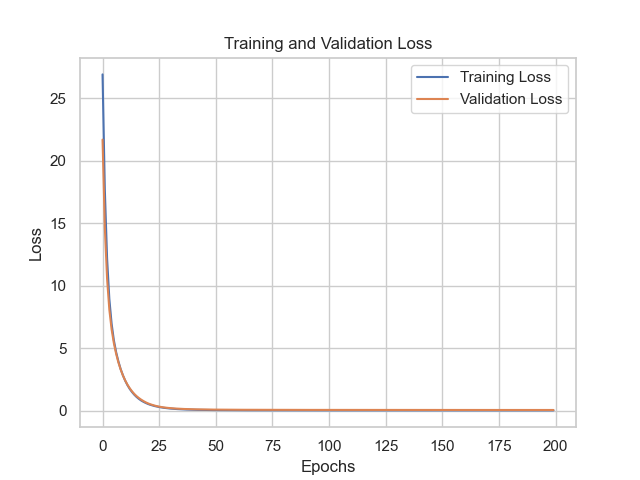 Training and Validation Loss
Training Loss
Validation Loss
25
20
15
10
5
0
Loss
0 25 50 75 100 125 150 175 200
Epochs